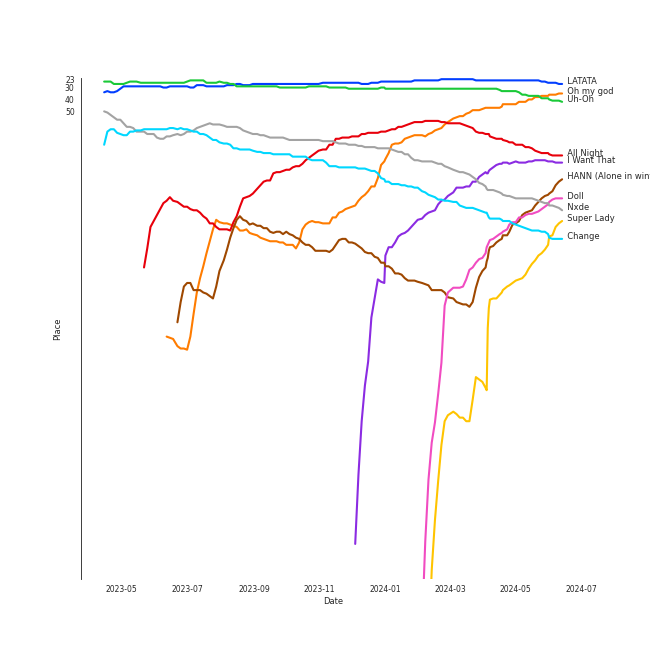 23
30
40
50
Place
LATATA
Oh my god
Uh-Oh
All Night
I Want That
HANN (Alone in win
Doll
Nxde
Super Lady
Change
2023-05 2023-07 2023-09 2023-11 2024-01 2024-03 2024-05 2024-07
Date